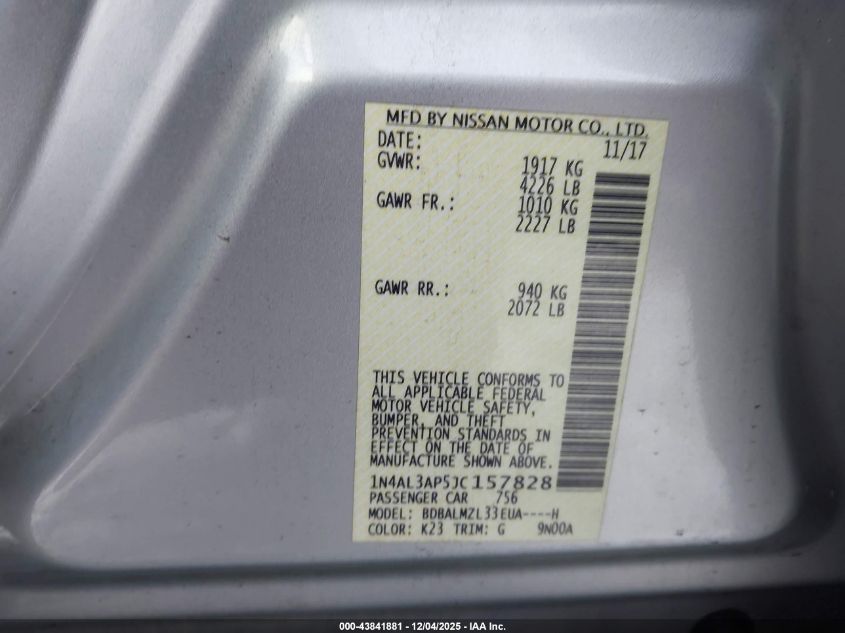 MFD BY NISSAN MOTOR CO., LTD.
DATE: 11/17
GVWR: 1917 KG
4226 LB
GAWR FR.: 1010 KG
2227 LB
GAWR RR.: 940 KG
2072 LB
THIS VEHICLE CONFORMS TO
ALL APPLICABLE FEDERAL
MOTOR VEHICLE SAFETY,
BUMPER, AND THEFT
PREVENTION STANDARDS IN
EFFECT ON THE DATE OF
MANUFACTURE SHOWN ABOVE.
1N4AL3AP5JC157828
PASSENGER CAR 756
MODEL: BDBALMZL33EUA----H
COLOR: K23 TRIM: G 9N00A
000-43841881 - 12/04/2025 - IAA Inc.